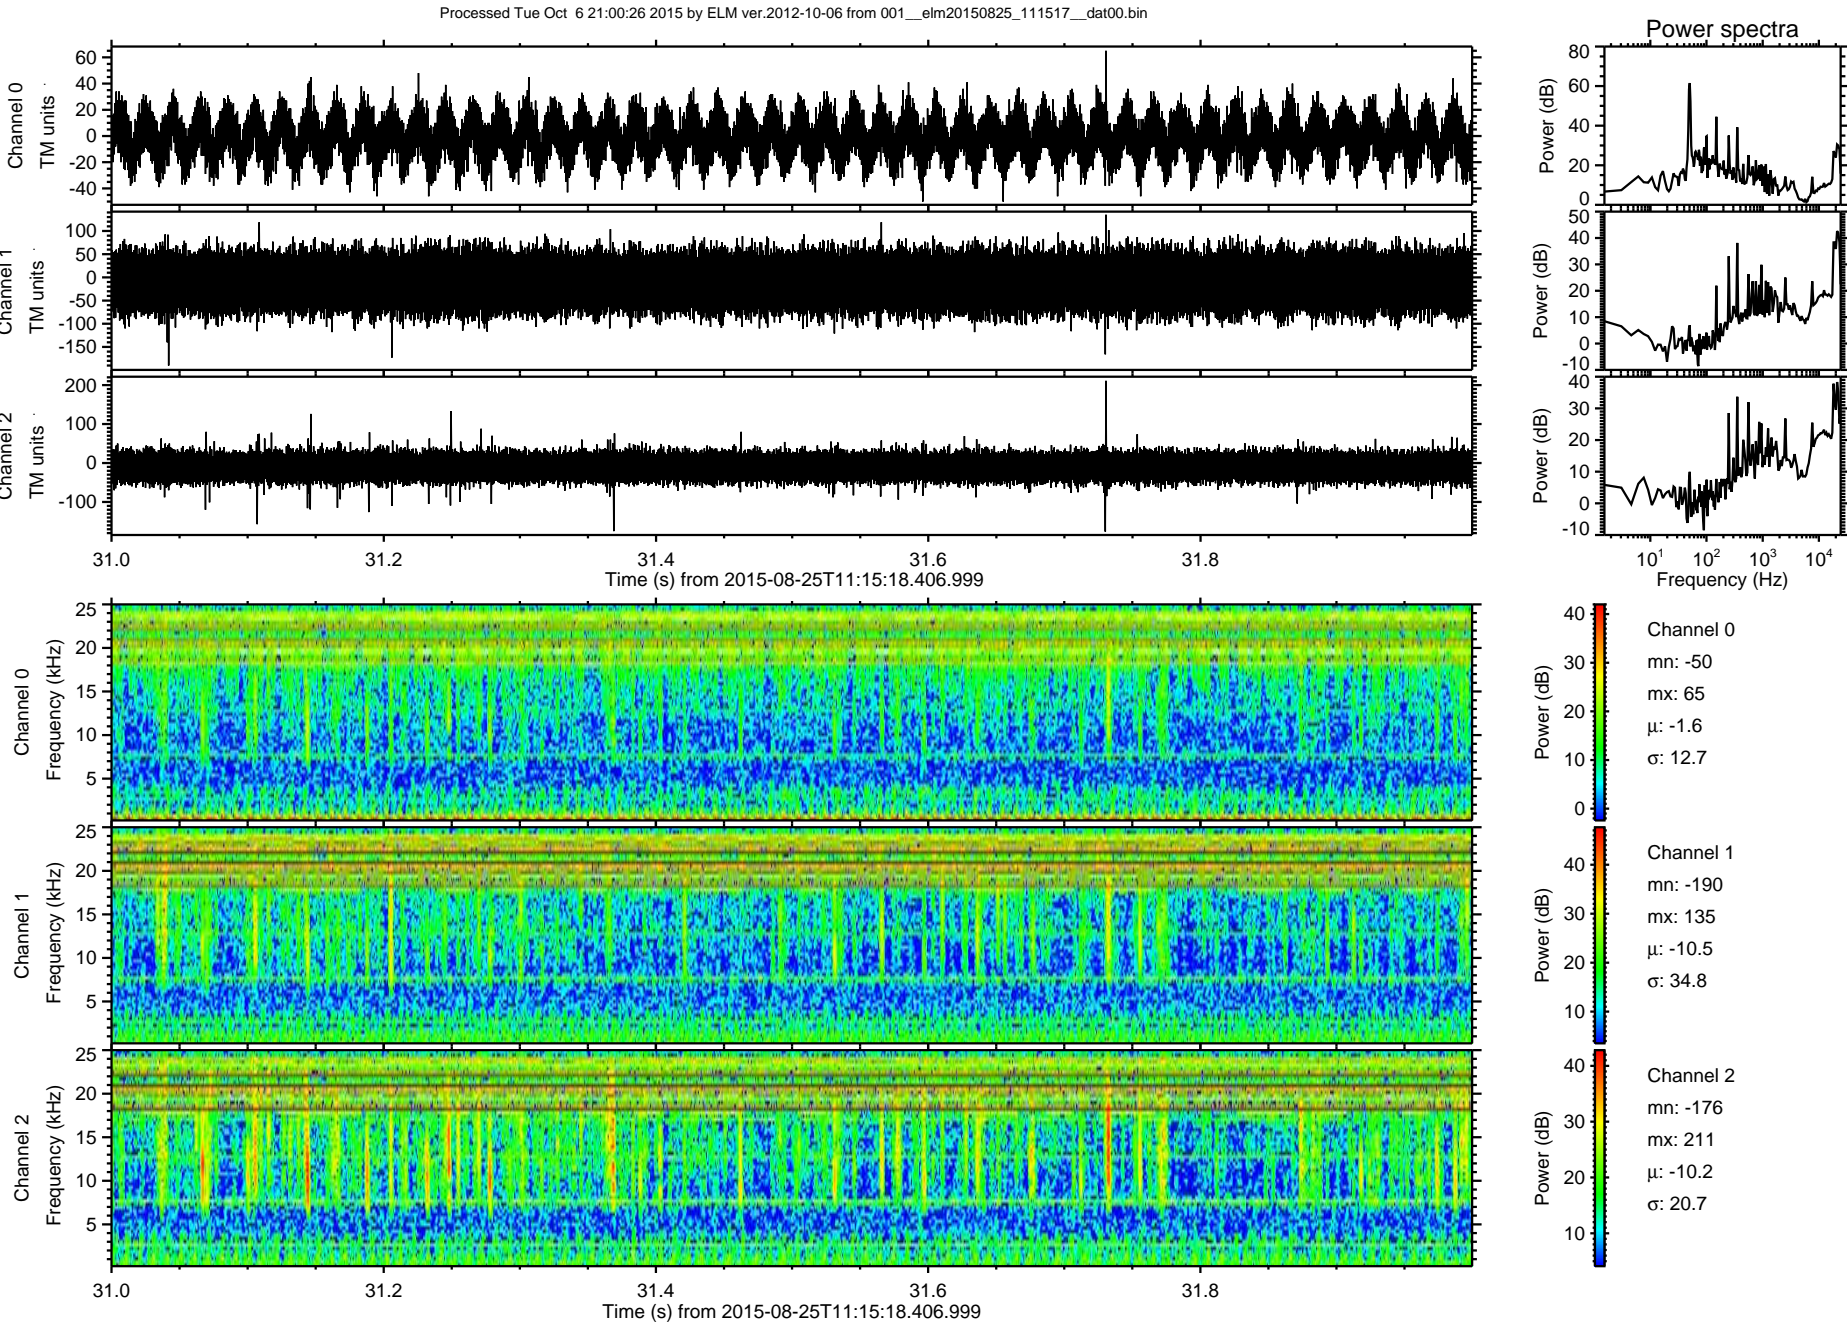 Processed Tue Oct 6 21:00:26 2015 by ELM ver.2012-10-06 from 001__elm20150825_111517__dat00.bin
Power spectra
Channel 0
TM units
60
40
20
0
-20
-40
Power (dB)
80
60
40
20
0
Channel 1
TM units
100
50
0
-50
-100
-150
Power (dB)
50
40
30
20
10
0
-10
Channel 2
TM units
200
100
0
-100
Power (dB)
40
30
20
10
0
-10
31.0 31.2 31.4 31.6 31.8
Time (s) from 2015-08-25T11:15:18.406.999
10^1 10^2 10^3 10^4
Frequency (Hz)
Channel 0
Frequency (kHz)
25
20
15
10
5
Power (dB)
40
30
20
10
0
Channel 0
mn: -50
mx: 65
μ: -1.6
σ: 12.7
Channel 1
Frequency (kHz)
25
20
15
10
5
Power (dB)
40
30
20
10
Channel 1
mn: -190
mx: 135
μ: -10.5
σ: 34.8
Channel 2
Frequency (kHz)
25
20
15
10
5
Power (dB)
40
30
20
10
Channel 2
mn: -176
mx: 211
μ: -10.2
σ: 20.7
31.0 31.2 31.4 31.6 31.8
Time (s) from 2015-08-25T11:15:18.406.999